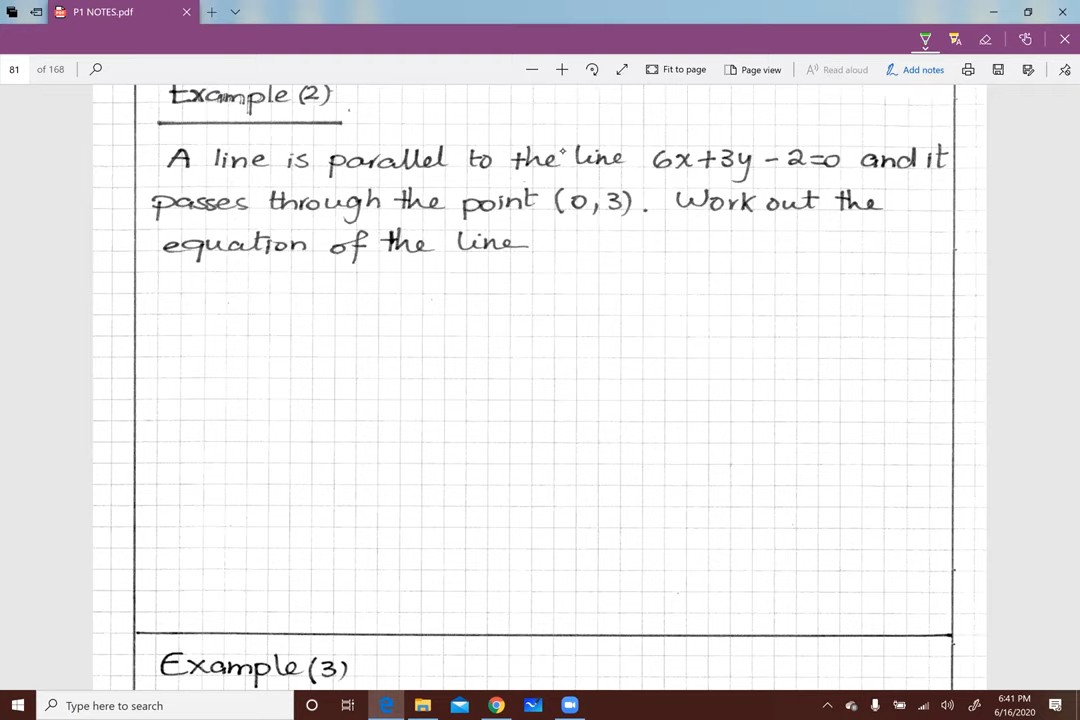 P1 NOTES.pdf
81 of 168 Fit to page Page view Read aloud Add notes
Example (2)
A line is parallel to the line 6x+3y-2=0 and it
passes through the point (0,3). Work out the
equation of the line
Example (3)
Type here to search
6:41 PM
6/16/2020